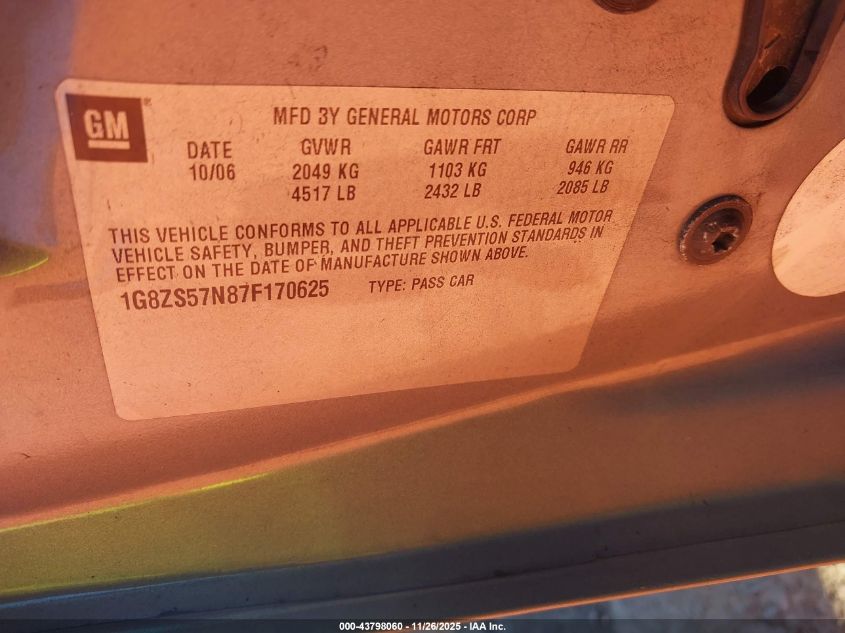 GM
MFD 3Y GENERAL MOTORS CORP
DATE GVWR GAWR FRT GAWR RR
10/06 2049 KG 1103 KG 946 KG
4517 LB 2432 LB 2085 LB
THIS VEHICLE CONFORMS TO ALL APPLICABLE U.S. FEDERAL MOTOR
VEHICLE SAFETY, BUMPER, AND THEFT PREVENTION STANDARDS IN
EFFECT ON THE DATE OF MANUFACTURE SHOWN ABOVE.
1G8ZS57N87F170625 TYPE: PASS CAR
000-43798060 - 11/26/2025 - IAA Inc.